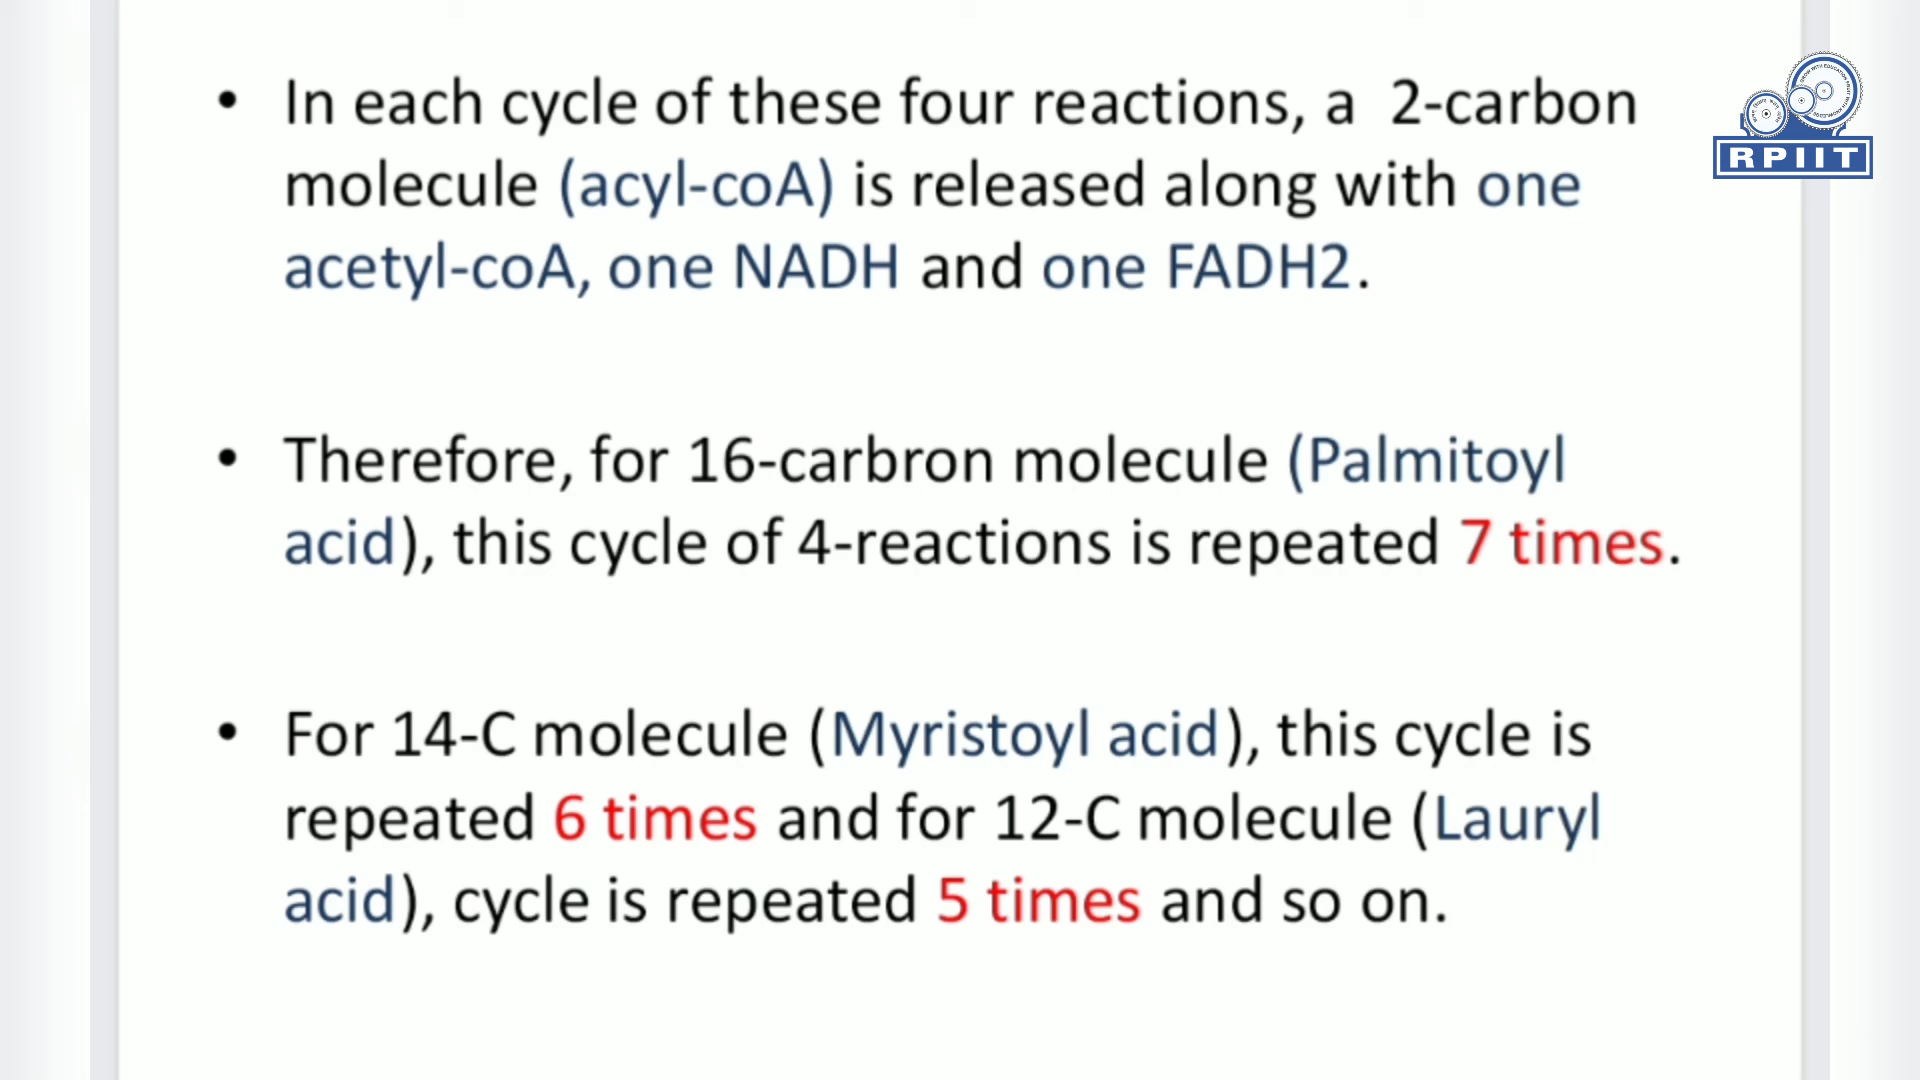 • In each cycle of these four reactions, a 2-carbon
molecule (acyl-coA) is released along with one
acetyl-coA, one NADH and one FADH2.
• Therefore, for 16-carbron molecule (Palmitoyl
acid), this cycle of 4-reactions is repeated 7 times.
• For 14-C molecule (Myristoyl acid), this cycle is
repeated 6 times and for 12-C molecule (Lauryl
acid), cycle is repeated 5 times and so on.
RPIIT